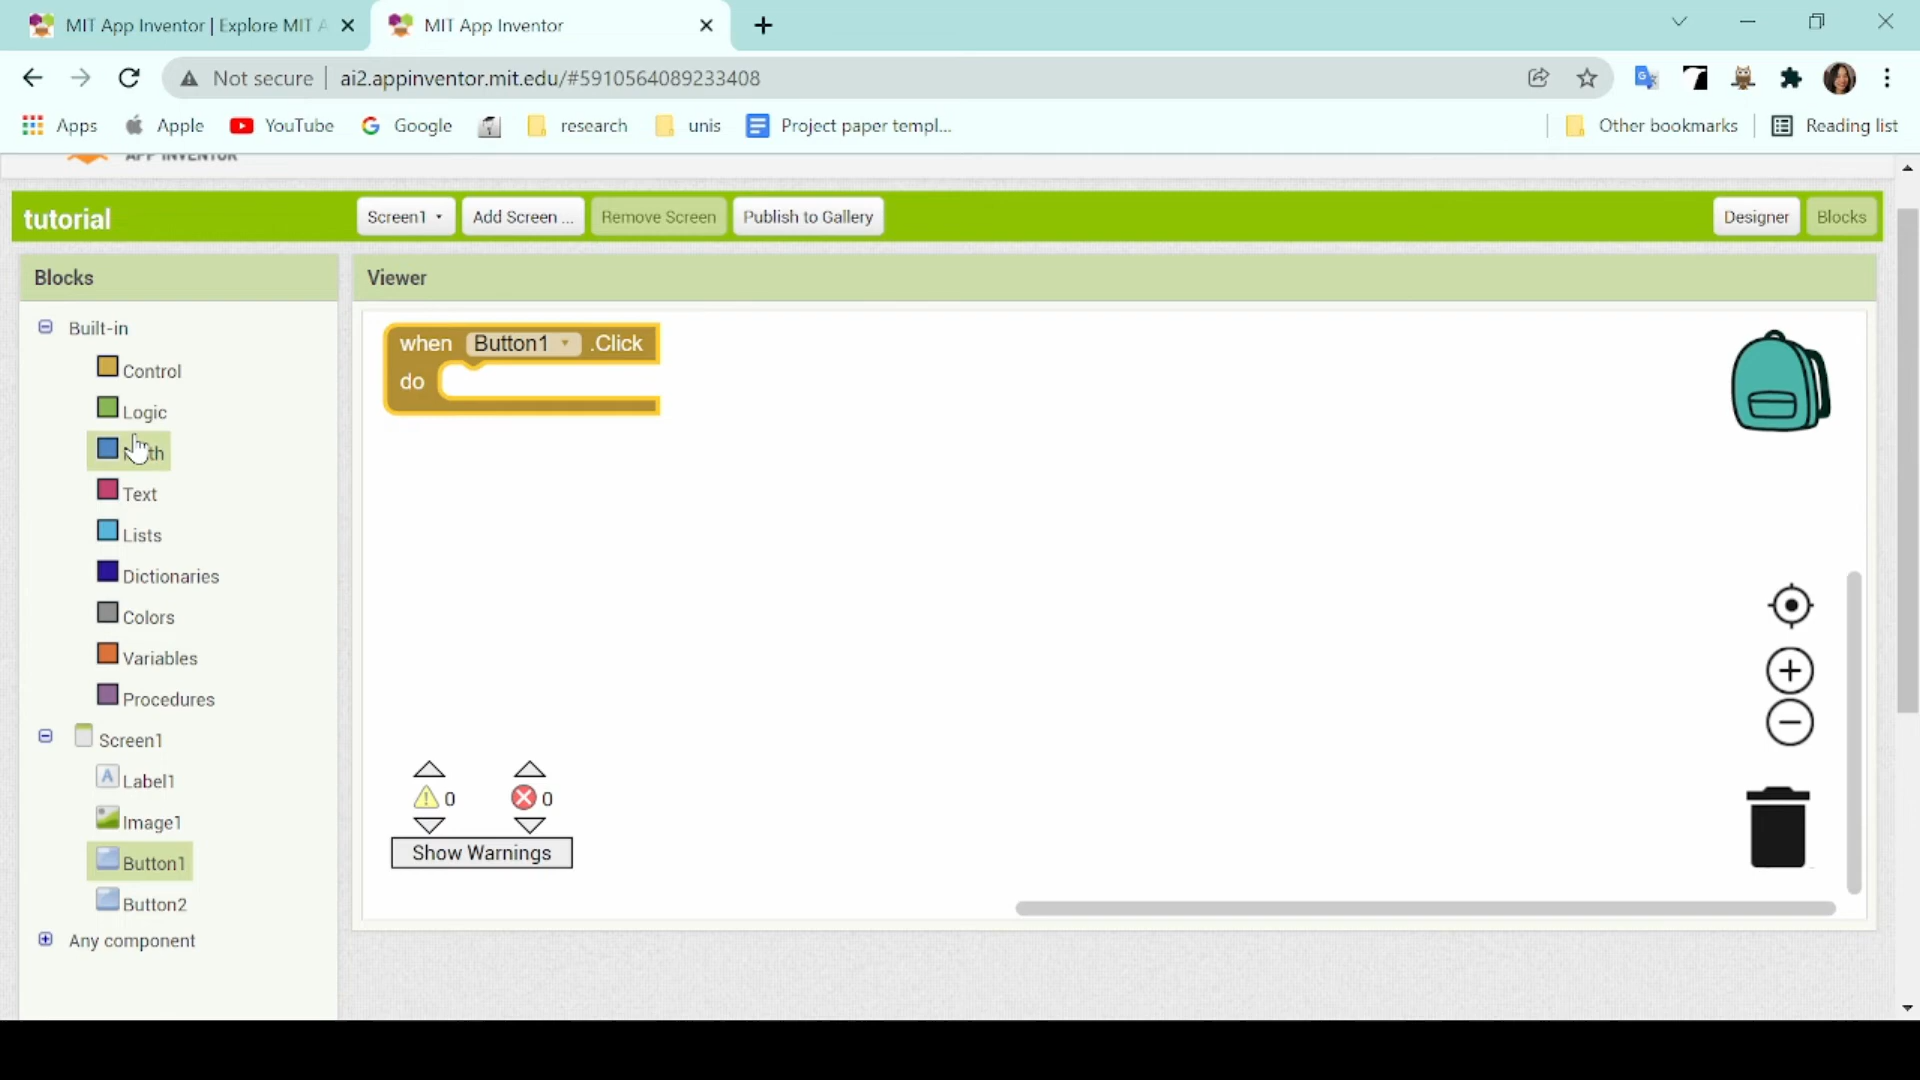 MIT App Inventor | Explore MIT A
MIT App Inventor
Not secure
ai2.appinventor.mit.edu/#5910564089233408
Apps
Apple
YouTube
Google
research
unis
Project paper templ...
Other bookmarks
Reading list
APP INVENTOR
tutorial
Screen1
Add Screen ...
Remove Screen
Publish to Gallery
Designer
Blocks
Blocks
Viewer
Built-in
Control
Logic
Math
Text
Lists
Dictionaries
Colors
Variables
Procedures
Screen1
Label1
Image1
Button1
Button2
Any component
when Button1 .Click
do
0
0
Show Warnings